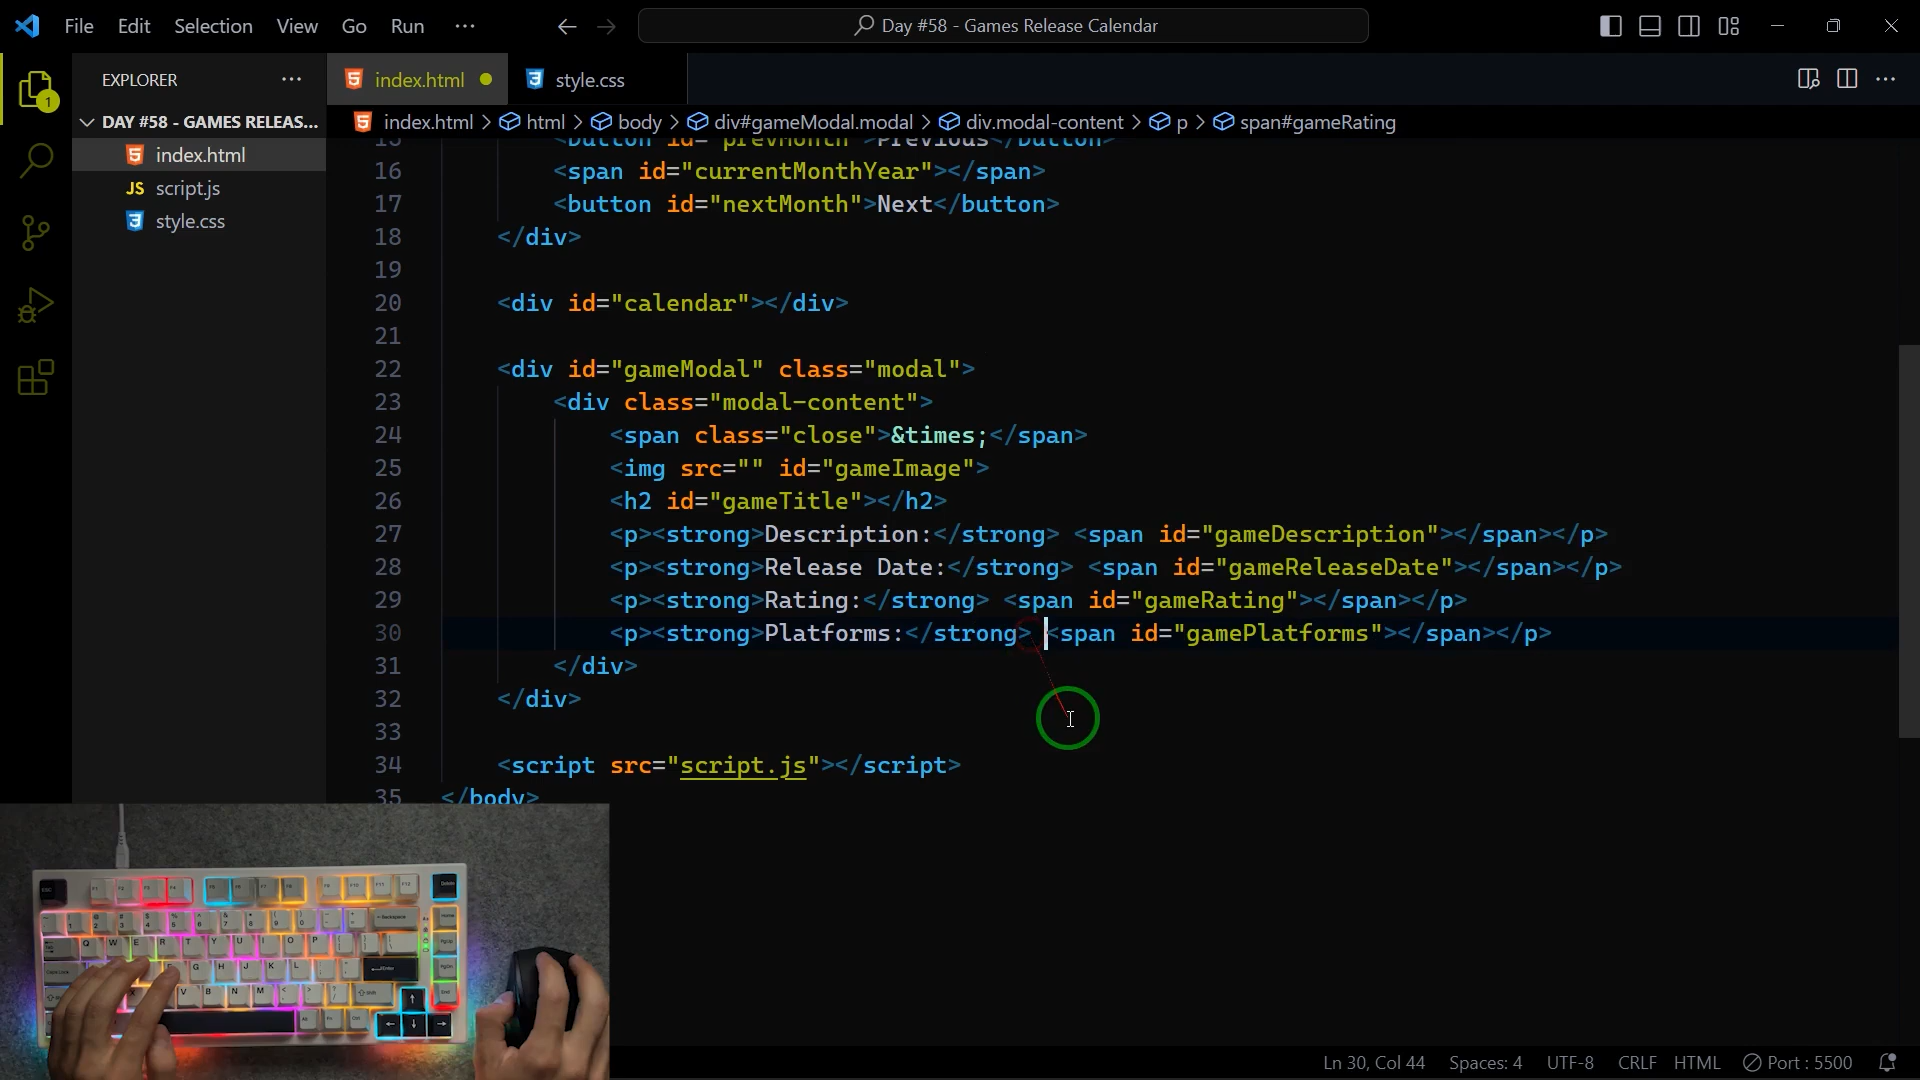 File Edit Selection View Go Run ···
Day #58 - Games Release Calendar
EXPLORER
index.html
style.css
1
DAY #58 - GAMES RELEAS...
index.html > html > body > div#gameModal.modal > div.modal-content > p > span#gameRating
index.html
JS script.js
style.css
<button id="prevMonth">Previous</button>
16 <span id="currentMonthYear"></span>
17 <button id="nextMonth">Next</button>
18 </div>
19
20 <div id="calendar"></div>
21
22 <div id="gameModal" class="modal">
23 <div class="modal-content">
24 <span class="close">&times;</span>
25 <img src="" id="gameImage">
26 <h2 id="gameTitle"></h2>
27 <p><strong>Description:</strong> <span id="gameDescription"></span></p>
28 <p><strong>Release Date:</strong> <span id="gameReleaseDate"></span></p>
29 <p><strong>Rating:</strong> <span id="gameRating"></span></p>
30 <p><strong>Platforms:</strong> <span id="gamePlatforms"></span></p>
31 </div>
32 </div>
33
34 <script src="script.js"></script>
35 </body>
Ln 30, Col 44 Spaces: 4 UTF-8 CRLF HTML Port : 5500